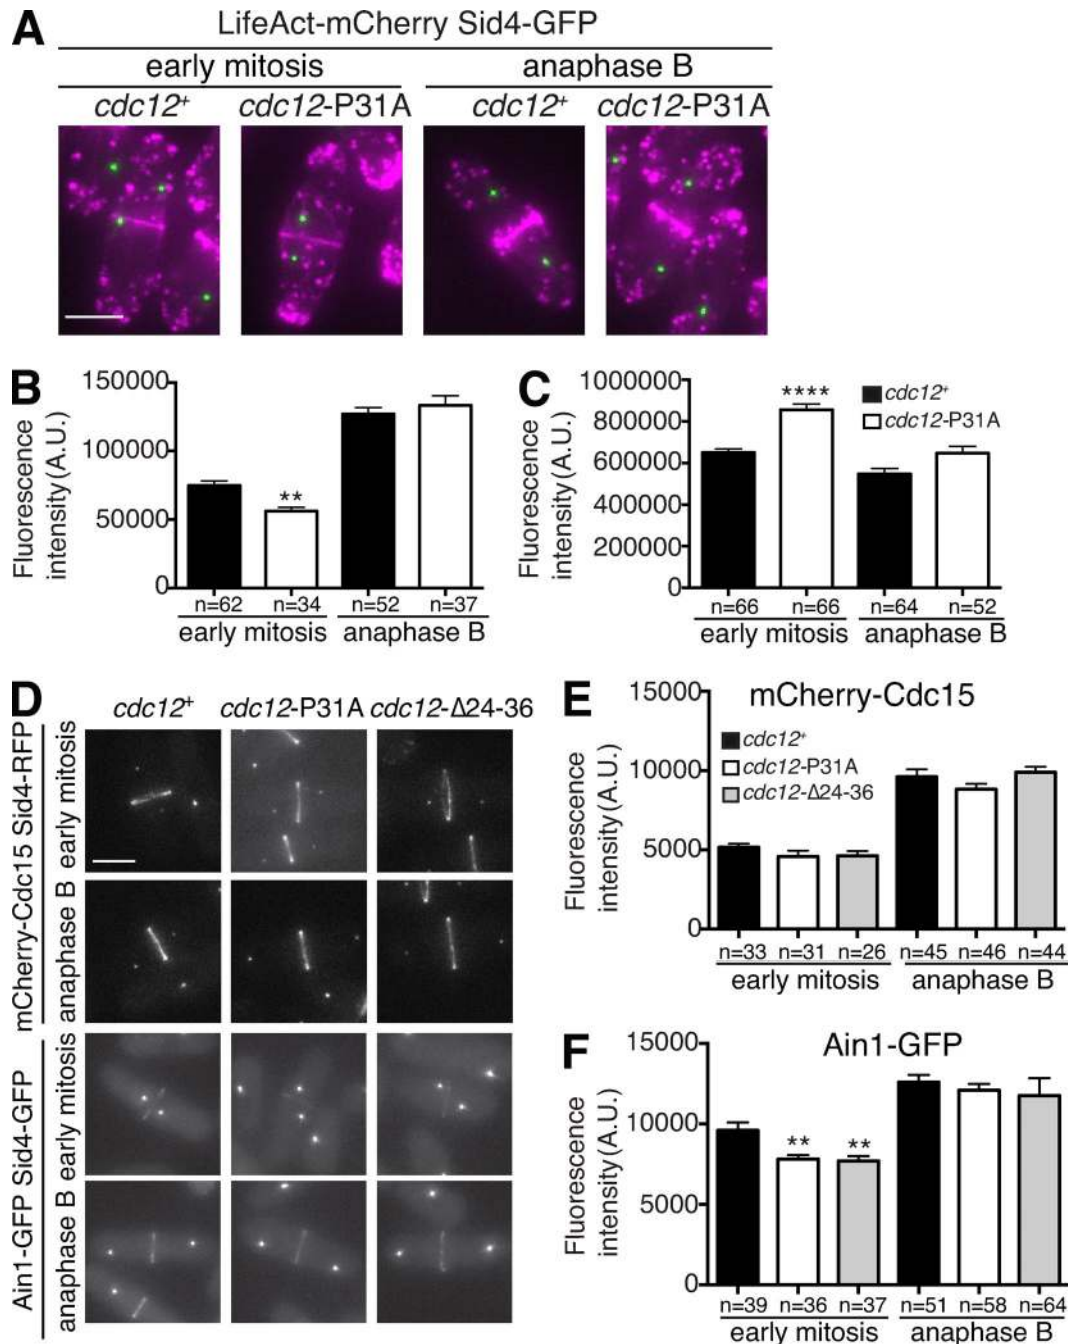 A
LifeAct-mCherry Sid4-GFP
early mitosis
anaphase B
cdc12+
cdc12-P31A
cdc12+
cdc12-P31A
B
Fluorescence
intensity (A.U.)
150000
100000
50000
0
**
n=62
n=34
n=52
n=37
early mitosis
anaphase B
C
Fluorescence
intensity (A.U.)
1000000
800000
600000
400000
200000
0
****
cdc12+
cdc12-P31A
n=66
n=66
n=64
n=52
early mitosis
anaphase B
D
cdc12+
cdc12-P31A
cdc12-Δ24-36
mCherry-Cdc15 Sid4-RFP
early mitosis
anaphase B
Ain1-GFP Sid4-GFP
early mitosis
anaphase B
E
mCherry-Cdc15
Fluorescence
intensity (A.U.)
15000
10000
5000
0
cdc12+
cdc12-P31A
cdc12-Δ24-36
n=33
n=31
n=26
n=45
n=46
n=44
early mitosis
anaphase B
F
Ain1-GFP
Fluorescence
intensity (A.U.)
15000
10000
5000
0
**
**
n=39
n=36
n=37
n=51
n=58
n=64
early mitosis
anaphase B